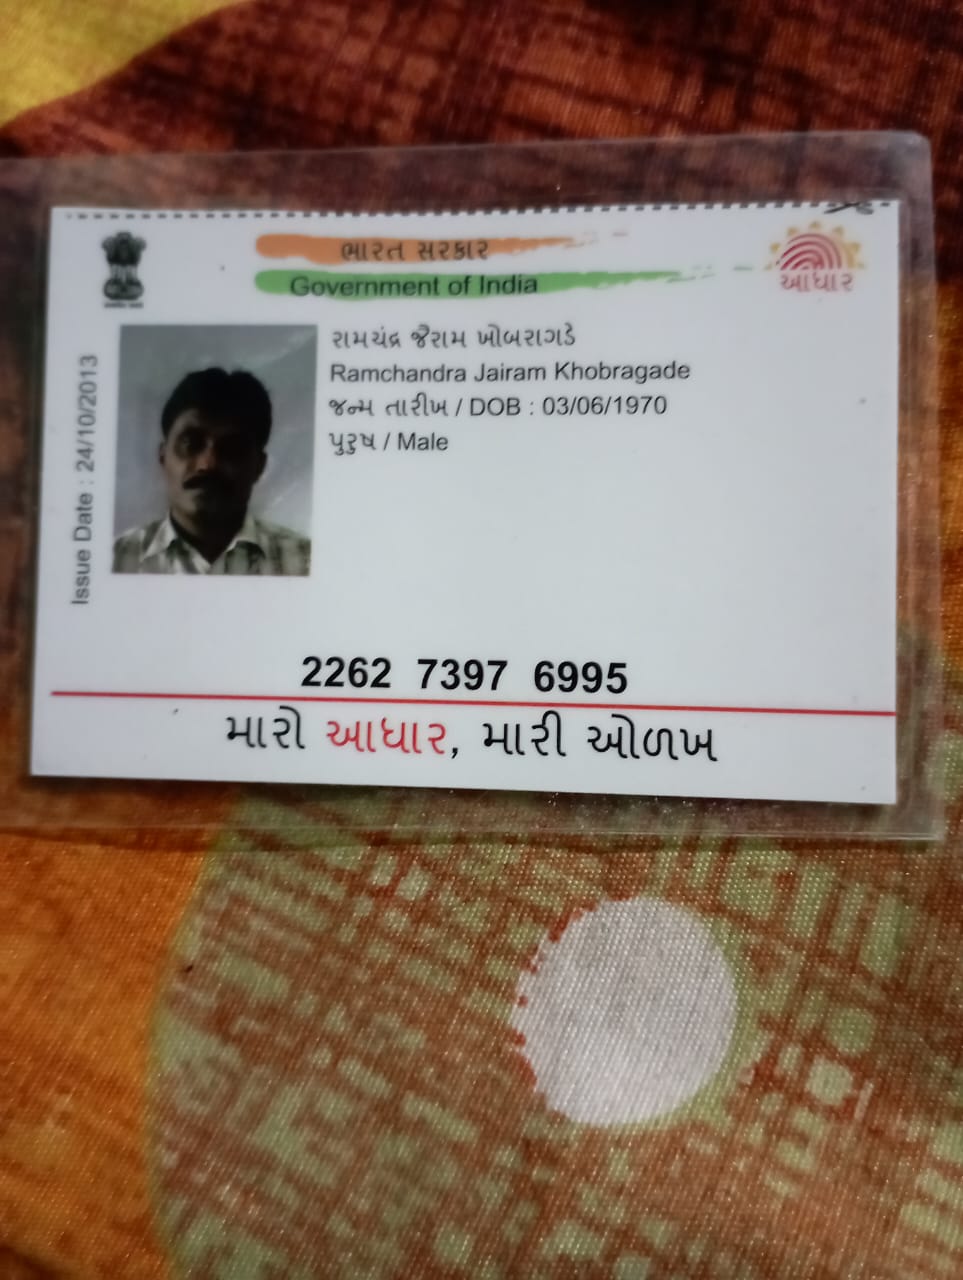 ભારત સરકાર
Government of India
આધાર
Issue Date : 24/10/2013
રામચંદ્ર જૈરામ ખોબરાગડે
Ramchandra Jairam Khobragade
જન્મ તારીખ / DOB : 03/06/1970
પુરુષ / Male
2262 7397 6995
મારો આધાર, મારી ઓળખ